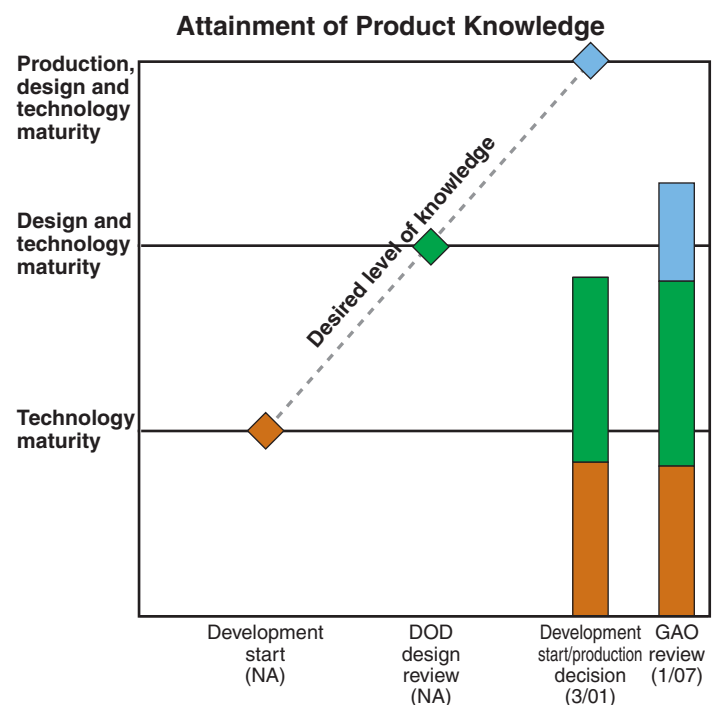 Attainment of Product Knowledge
Production,
design and
technology
maturity
Design and
technology
maturity
Technology
maturity
Desired level of knowledge
Development
start
(NA)
DOD
design
review
(NA)
Development
start/production
decision
(3/01)
GAO
review
(1/07)